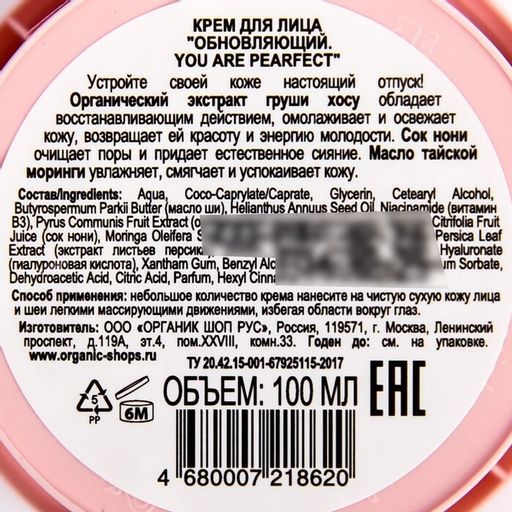 КРЕМ ДЛЯ ЛИЦА
"ОБНОВЛЯЮЩИЙ.
YOU ARE PEARFECT"
Устройте своей коже настоящий отпуск!
Органический экстракт груши хосу обладает
восстанавливающим действием, омолаживает и освежает
кожу, возвращает ей красоту и энергию молодости. Сок нони
очищает поры и придает естественное сияние. Масло тайской
моринги увлажняет, смягчает и успокаивает кожу.
Состав/Ingredients: Aqua, Coco-Caprylate/Caprate, Glycerin, Cetearyl Alcohol,
Butyrospermum Parkii Butter (масло ши), Helianthus Annuus Seed Oil, Niacinamide (витамин
B3), Pyrus Communis Fruit Extract Citrifolia Fruit
Juice (сок нони), Moringa Oleifera Persica Leaf
Extract (экстракт листьев Hyaluronate
(гиалуроновая кислота), Xanthan Gum, Benzyl Sorbate,
Dehydroacetic Acid, Citric Acid, Parfum, Hexyl
Способ применения: небольшое количество крема нанесите на чистую сухую кожу лица
и шеи легкими массирующими движениями, избегая области вокруг глаз.
Изготовитель: ООО «ОРГАНИК ШОП РУС», Россия, 119571, г. Москва, Ленинский
проспект, д.119А, эт.4, пом.XXVIII, комн.33. Годен до: см. на упаковке.
www.organic-shops.ru
ТУ 20.42.15-001-67925115-2017
5
PP
6M
ОБЪЕМ: 100 МЛ
EAC
4 680007 218620